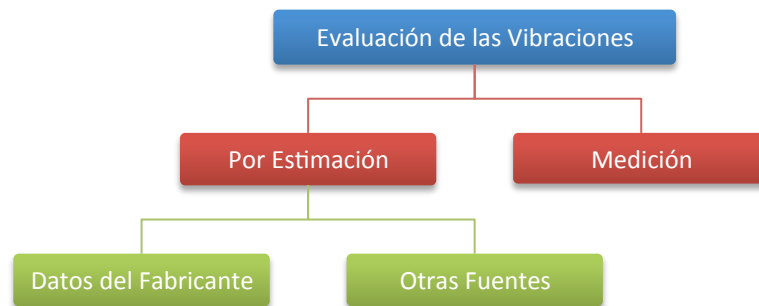 Evaluación de las Vibraciones
Por Estimación
Medición
Datos del Fabricante
Otras Fuentes